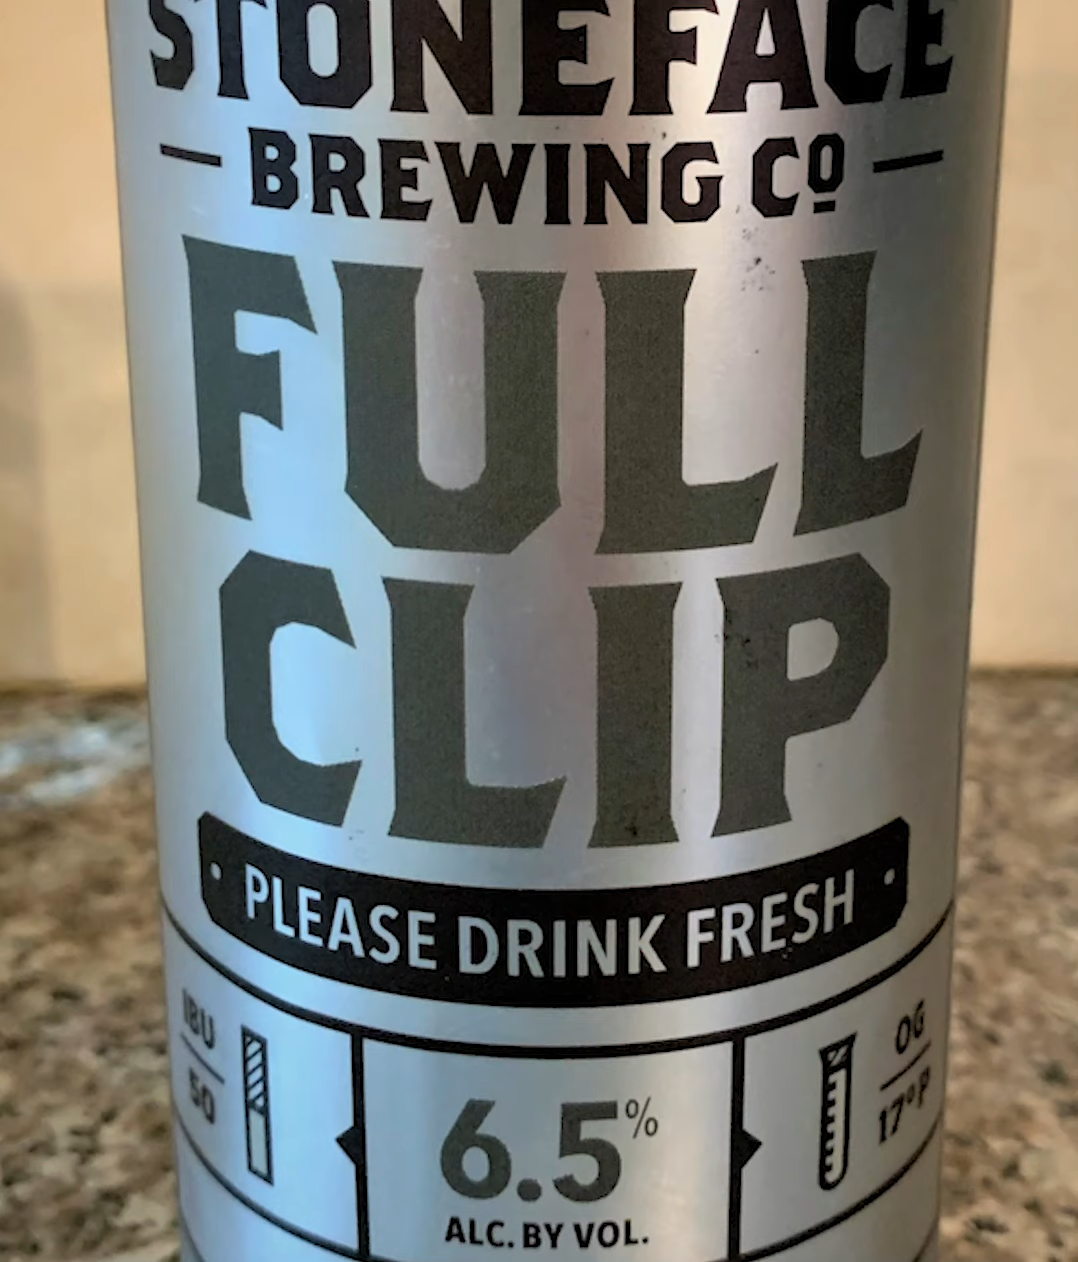 STONEFACE
BREWING Cº
FULL
CLIP
PLEASE DRINK FRESH
IBU
50
6.5%
ALC. BY VOL.
OG
17°P